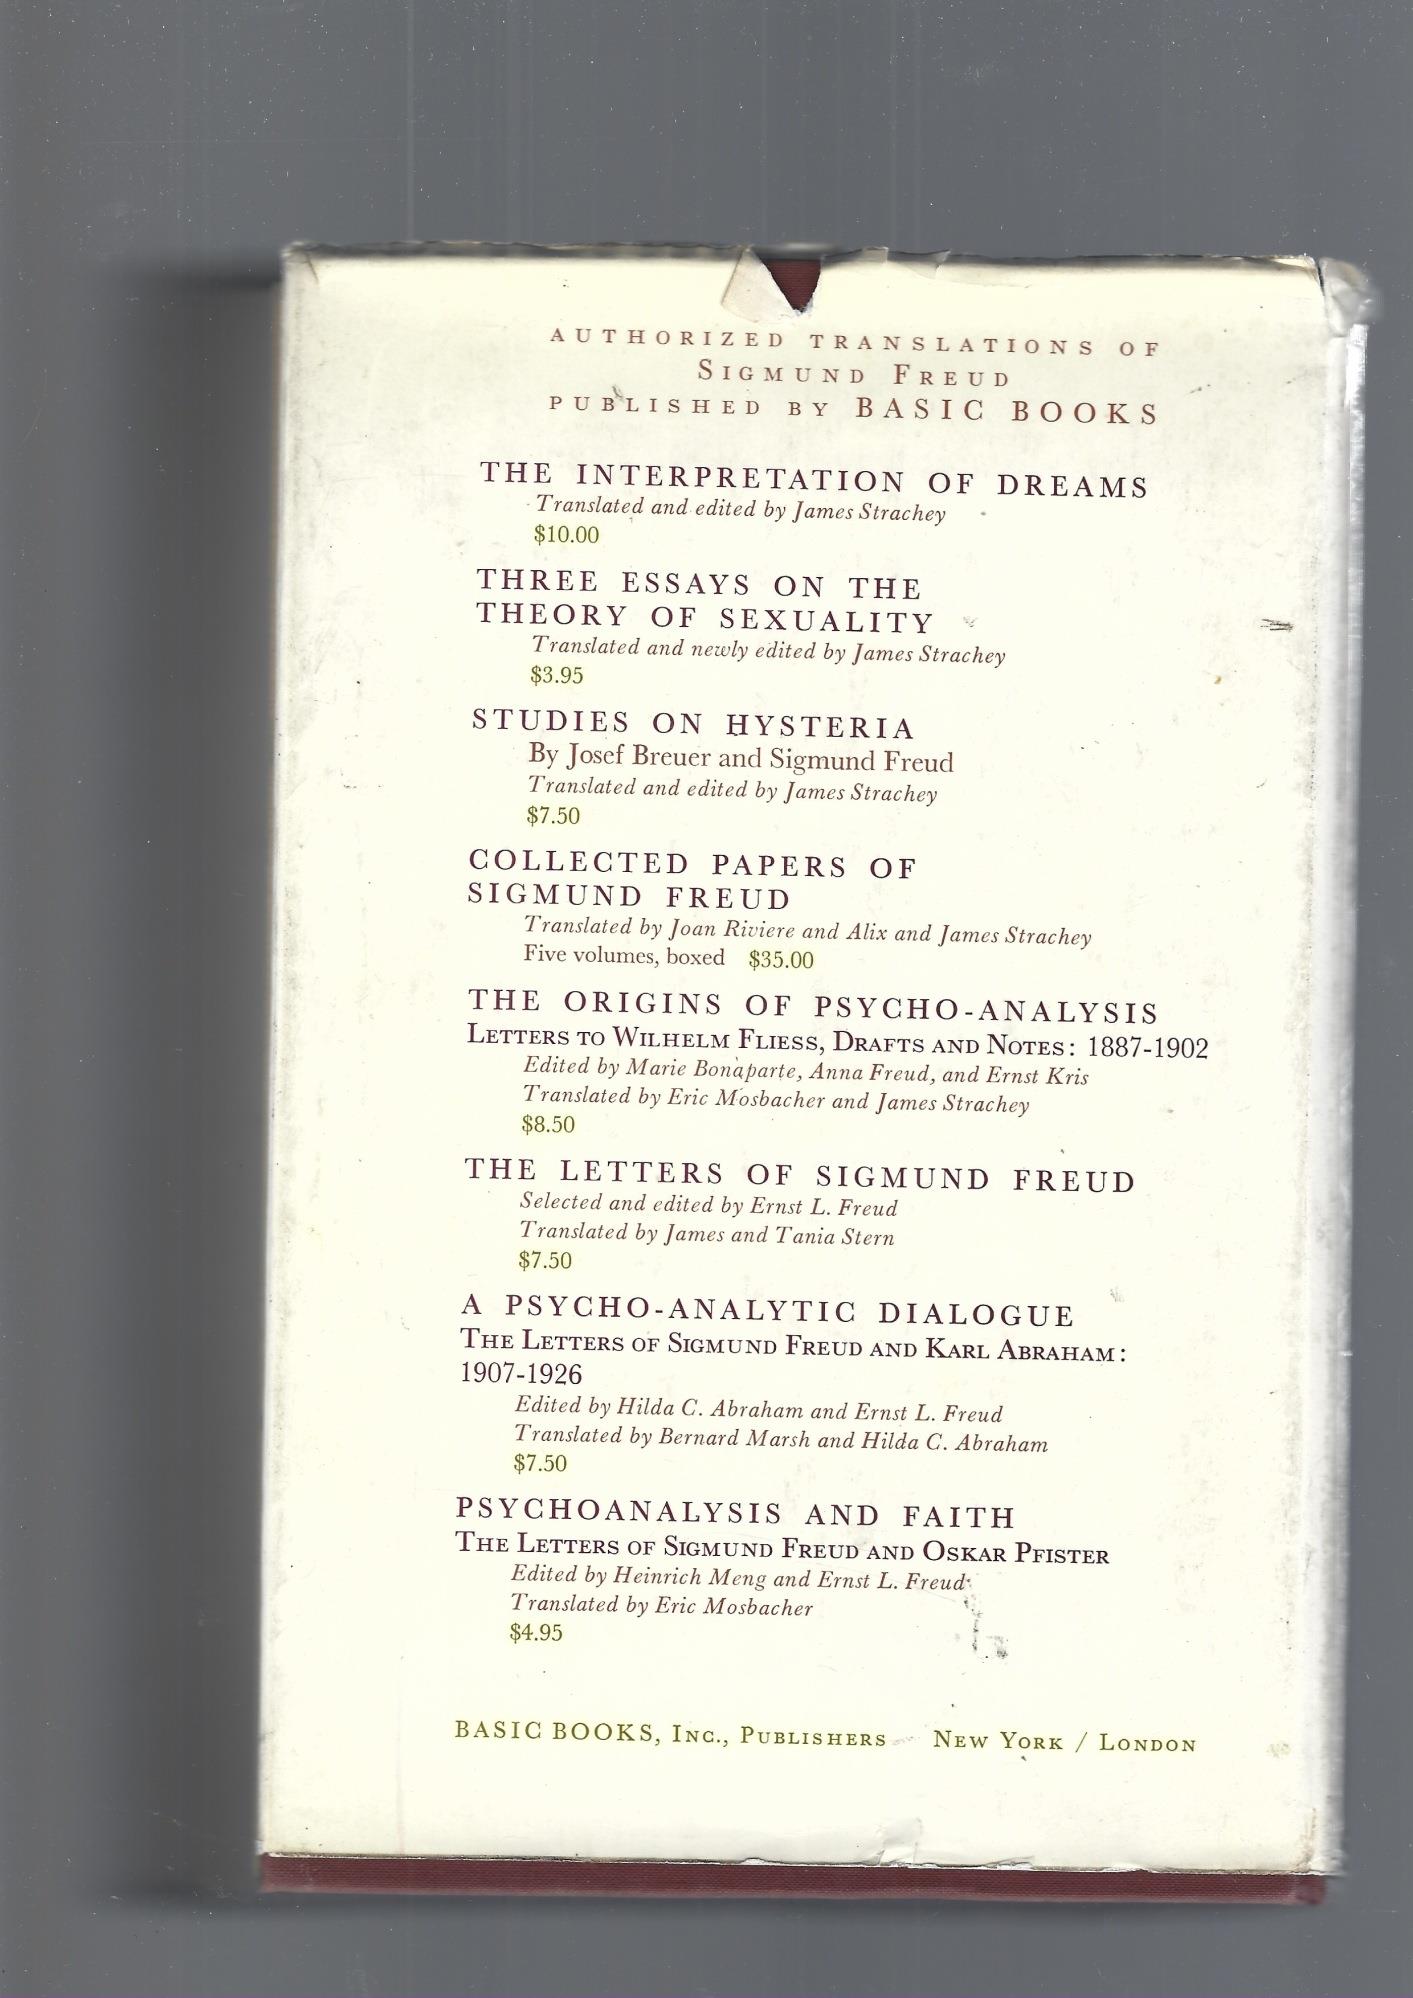 AUTHORIZED TRANSLATIONS OF
SIGMUND FREUD
PUBLISHED BY BASIC BOOKS
THE INTERPRETATION OF DREAMS
Translated and edited by James Strachey
$10.00
THREE ESSAYS ON THE
THEORY OF SEXUALITY
Translated and newly edited by James Strachey
$3.95
STUDIES ON HYSTERIA
By Josef Breuer and Sigmund Freud
Translated and edited by James Strachey
$7.50
COLLECTED PAPERS OF
SIGMUND FREUD
Translated by Joan Riviere and Alix and James Strachey
Five volumes, boxed $35.00
THE ORIGINS OF PSYCHO-ANALYSIS
LETTERS TO WILHELM FLIESS, DRAFTS AND NOTES: 1887-1902
Edited by Marie Bonaparte, Anna Freud, and Ernst Kris
Translated by Eric Mosbacher and James Strachey
$8.50
THE LETTERS OF SIGMUND FREUD
Selected and edited by Ernst L. Freud
Translated by James and Tania Stern
$7.50
A PSYCHO-ANALYTIC DIALOGUE
THE LETTERS OF SIGMUND FREUD AND KARL ABRAHAM:
1907-1926
Edited by Hilda C. Abraham and Ernst L. Freud
Translated by Bernard Marsh and Hilda C. Abraham
$7.50
PSYCHOANALYSIS AND FAITH
THE LETTERS OF SIGMUND FREUD AND OSKAR PFISTER
Edited by Heinrich Meng and Ernst L. Freud
Translated by Eric Mosbacher
$4.95
BASIC BOOKS, INC., PUBLISHERS NEW YORK / LONDON